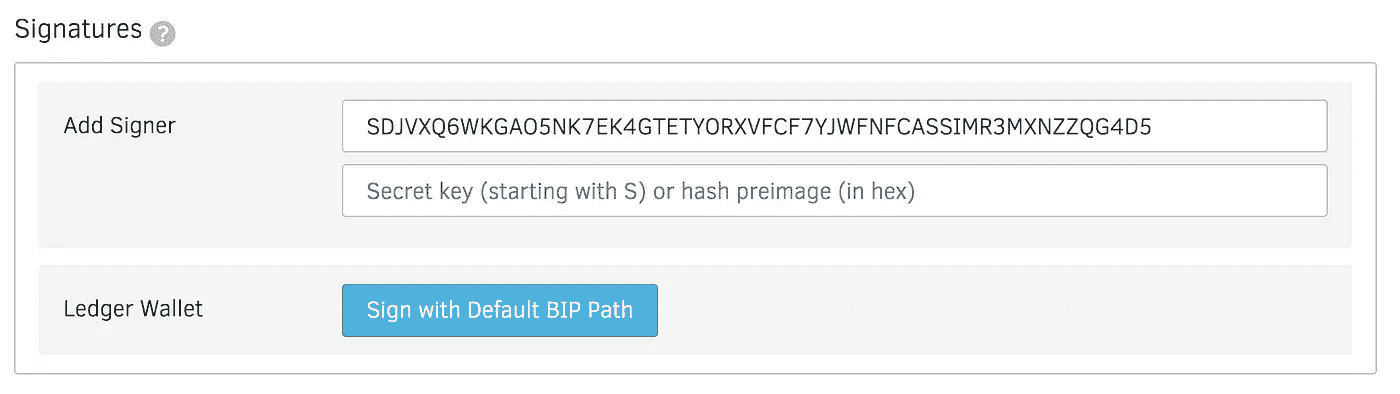 Signatures ?
Add Signer
SDJVXQ6WKGAO5NK7EK4GTETYORXVFCF7YJWFNFCASSIMR3MXNZZQG4D5
Secret key (starting with S) or hash preimage (in hex)
Ledger Wallet
Sign with Default BIP Path